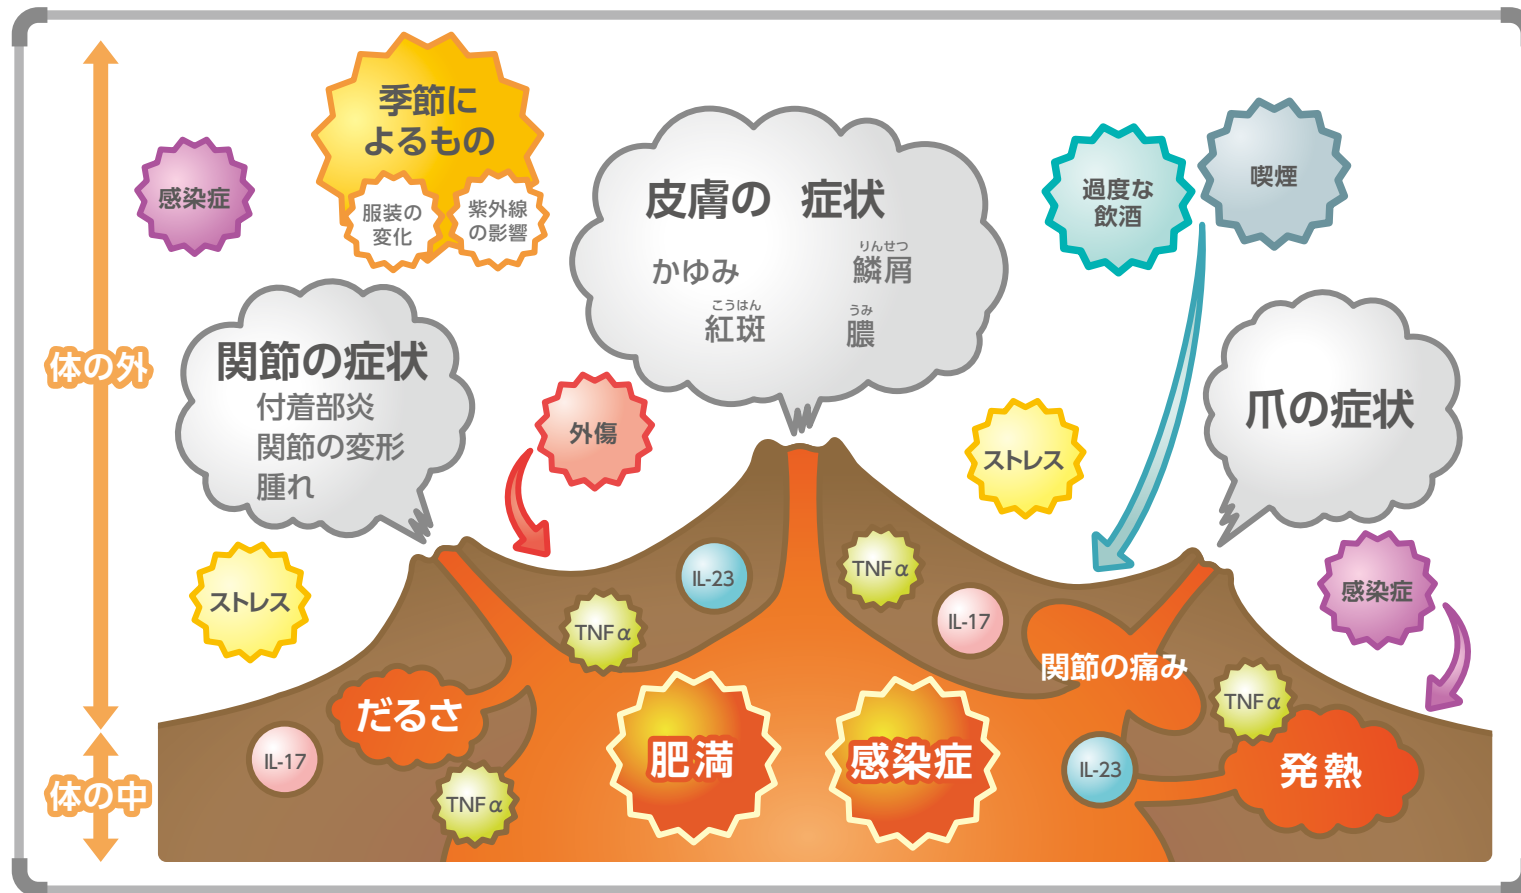 季節に
よるもの
服装の
変化
紫外線
の影響
感染症
皮膚の 症状
かゆみ
りんせつ
鱗屑
こうはん
紅斑
うみ
膿
過度な
飲酒
喫煙
体の外
関節の症状
付着部炎
関節の変形
腫れ
外傷
ストレス
爪の症状
ストレス
感染症
IL-23
TNFα
TNFα
IL-17
関節の痛み
TNFα
だるさ
IL-17
TNFα
肥満
感染症
IL-23
発熱
体の中